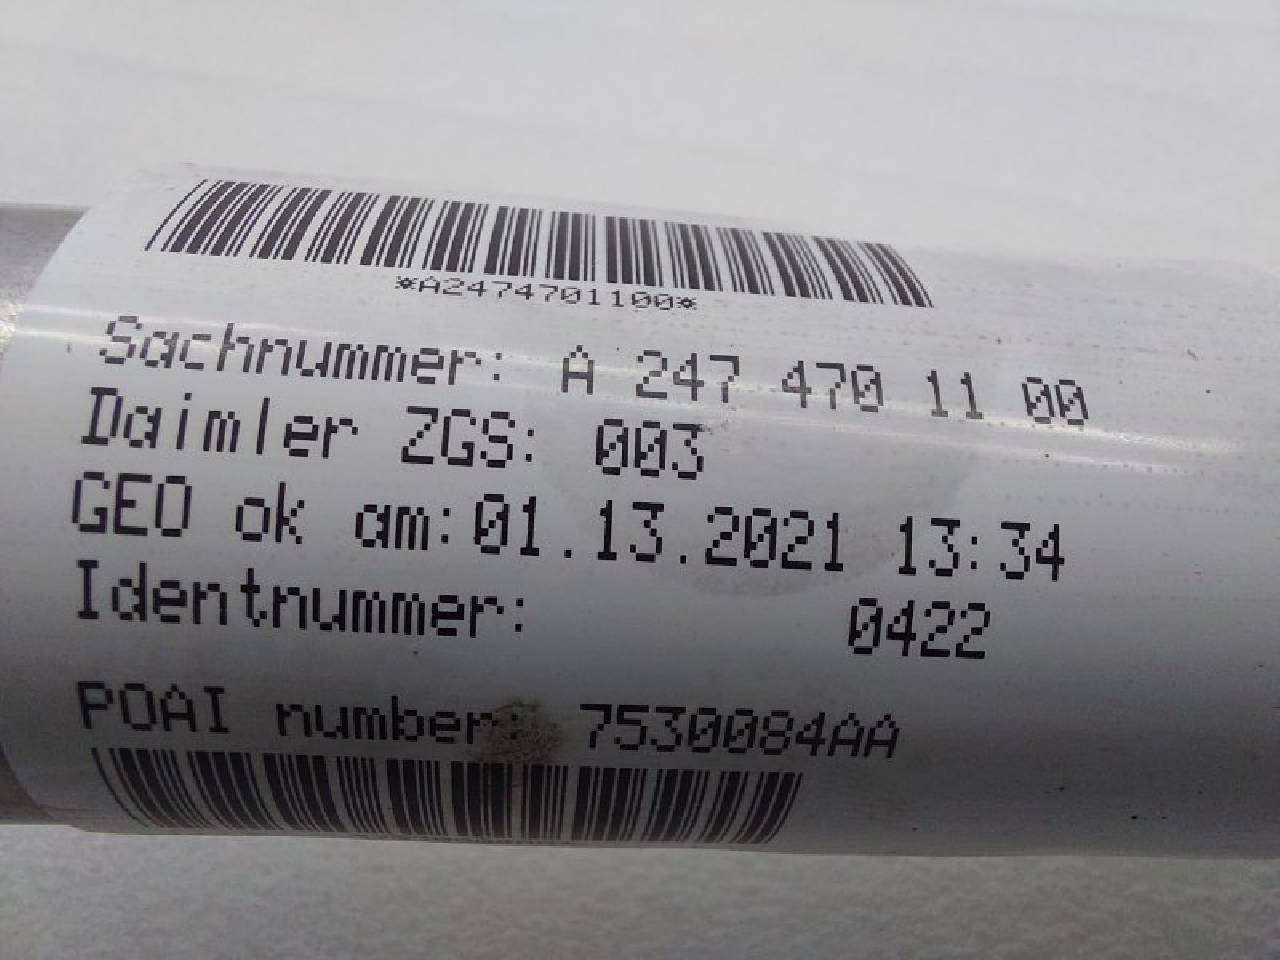 *A2474701100*
Sachnummer: A 247 470 11 00
Daimler ZGS: 003
GEO ok am:01.13.2021 13:34
Identnummer: 0422
POAI number: 7530084AA